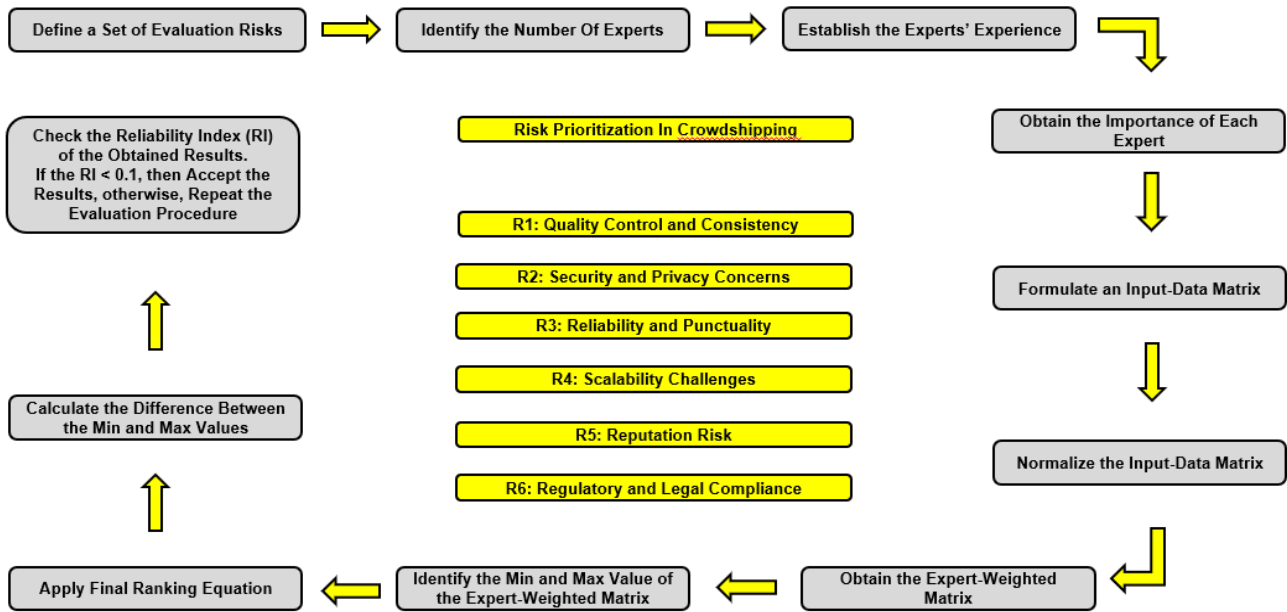 Define a Set of Evaluation Risks
Identify the Number Of Experts
Establish the Experts' Experience
Check the Reliability Index (RI)
of the Obtained Results.
If the RI < 0.1, then Accept the
Results, otherwise, Repeat the
Evaluation Procedure
Risk Prioritization In Crowdshipping
Obtain the Importance of Each
Expert
R1: Quality Control and Consistency
R2: Security and Privacy Concerns
Formulate an Input-Data Matrix
R3: Reliability and Punctuality
R4: Scalability Challenges
Calculate the Difference Between
the Min and Max Values
R5: Reputation Risk
Normalize the Input-Data Matrix
R6: Regulatory and Legal Compliance
Apply Final Ranking Equation
Identify the Min and Max Value of
the Expert-Weighted Matrix
Obtain the Expert-Weighted
Matrix